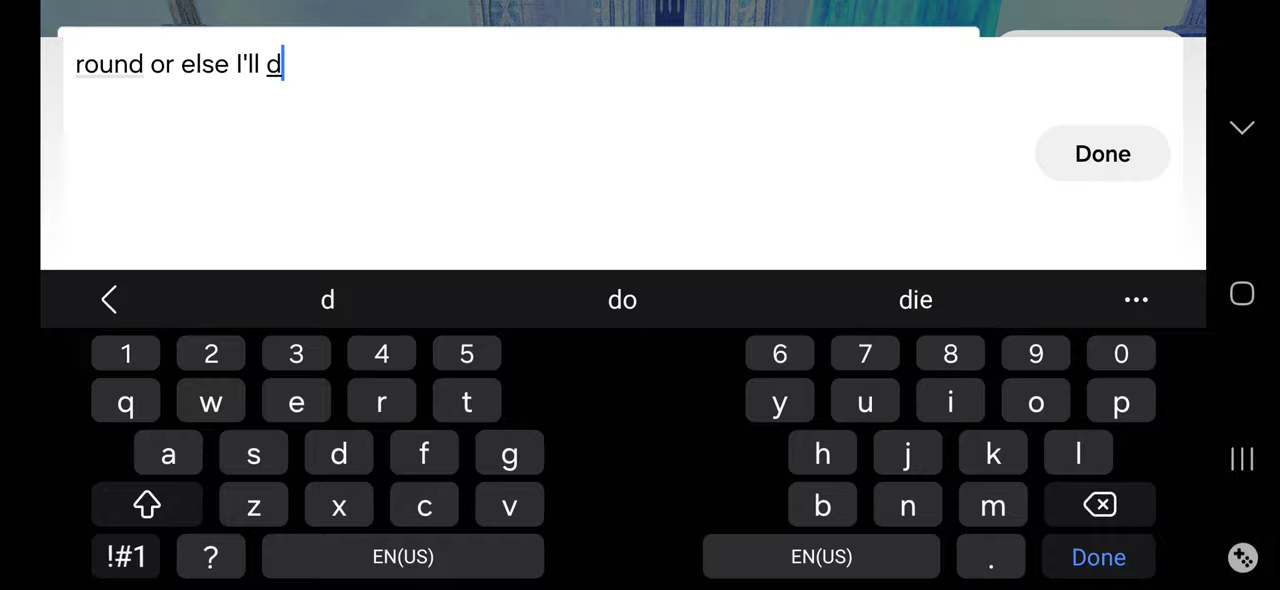 round or else I'll d
Done
d do die ...
1 2 3 4 5 6 7 8 9 0
q w e r t y u i o p
a s d f g h j k l
z x c v b n m
!#1 ? EN(US) EN(US) . Done